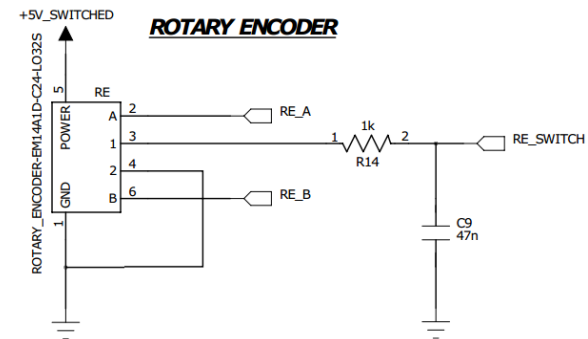 +5V_SWITCHED
ROTARY ENCODER
ROTARY_ENCODER-EM14A1D-C24-LO32S
5
RE
POWER
A 2
RE_A
1 3
1
1k
2
R14
RE_SWITCH
2 4
GND
B 6
RE_B
1
C9
47n